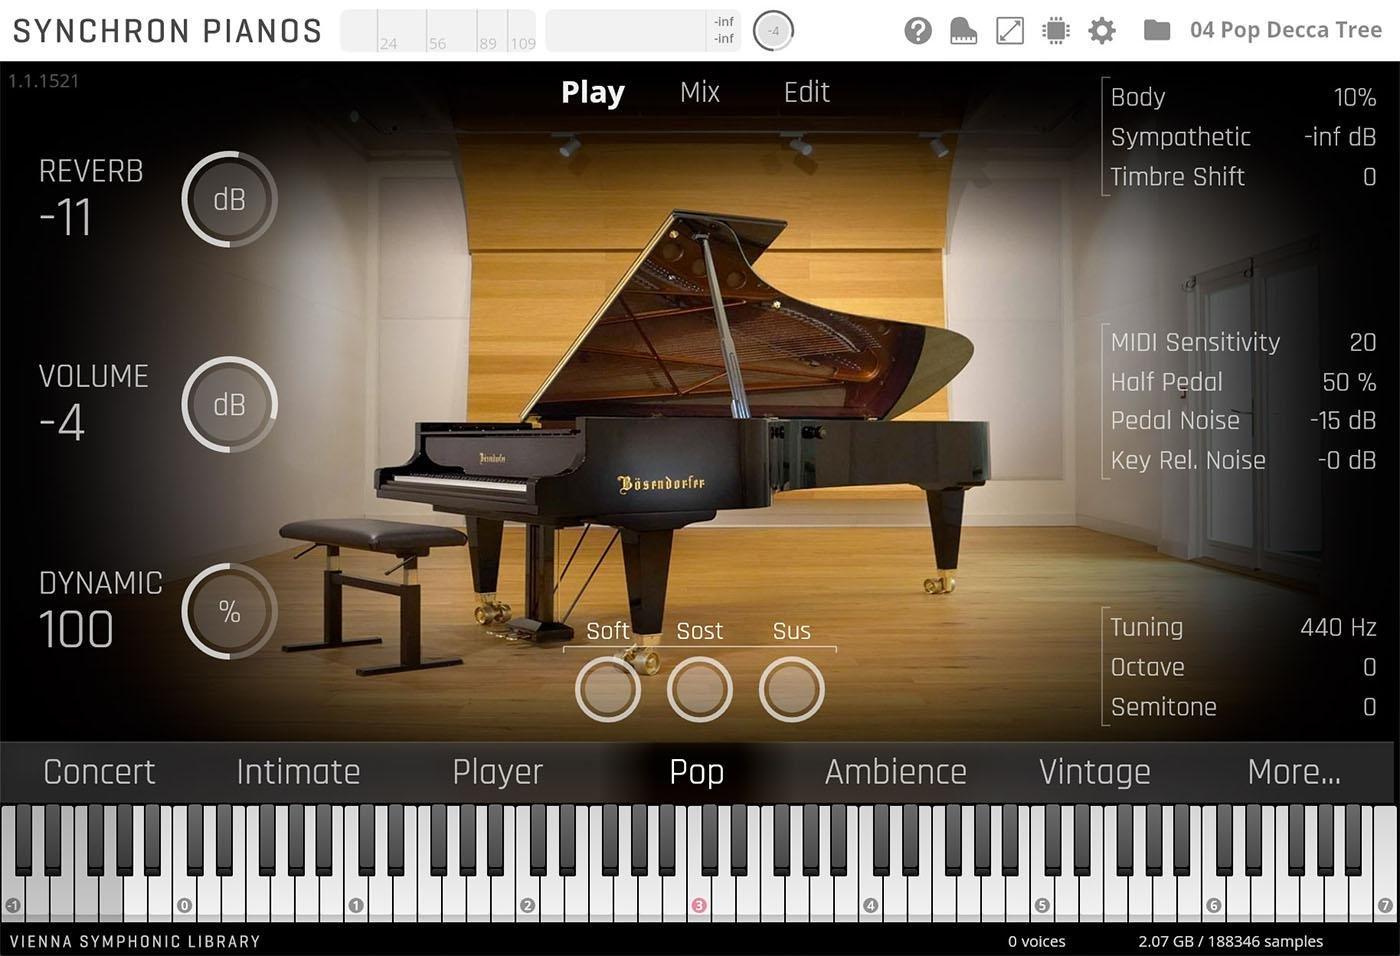 SYNCHRON PIANOS
24 56 89 109
-inf
-inf
-4
?
04 Pop Decca Tree
1.1.1521
Play Mix Edit
Body 10%
Sympathetic -inf dB
Timbre Shift 0
REVERB
-11
dB
MIDI Sensitivity 20
Half Pedal 50 %
Pedal Noise -15 dB
Key Rel. Noise -0 dB
VOLUME
-4
dB
Bösendorfer
Bösendorfer
DYNAMIC
100
%
Soft Sost Sus
Tuning 440 Hz
Octave 0
Semitone 0
Concert Intimate Player Pop Ambience Vintage More...
-1 0 1 2 3 4 5 6 7
VIENNA SYMPHONIC LIBRARY
0 voices
2.07 GB / 188346 samples